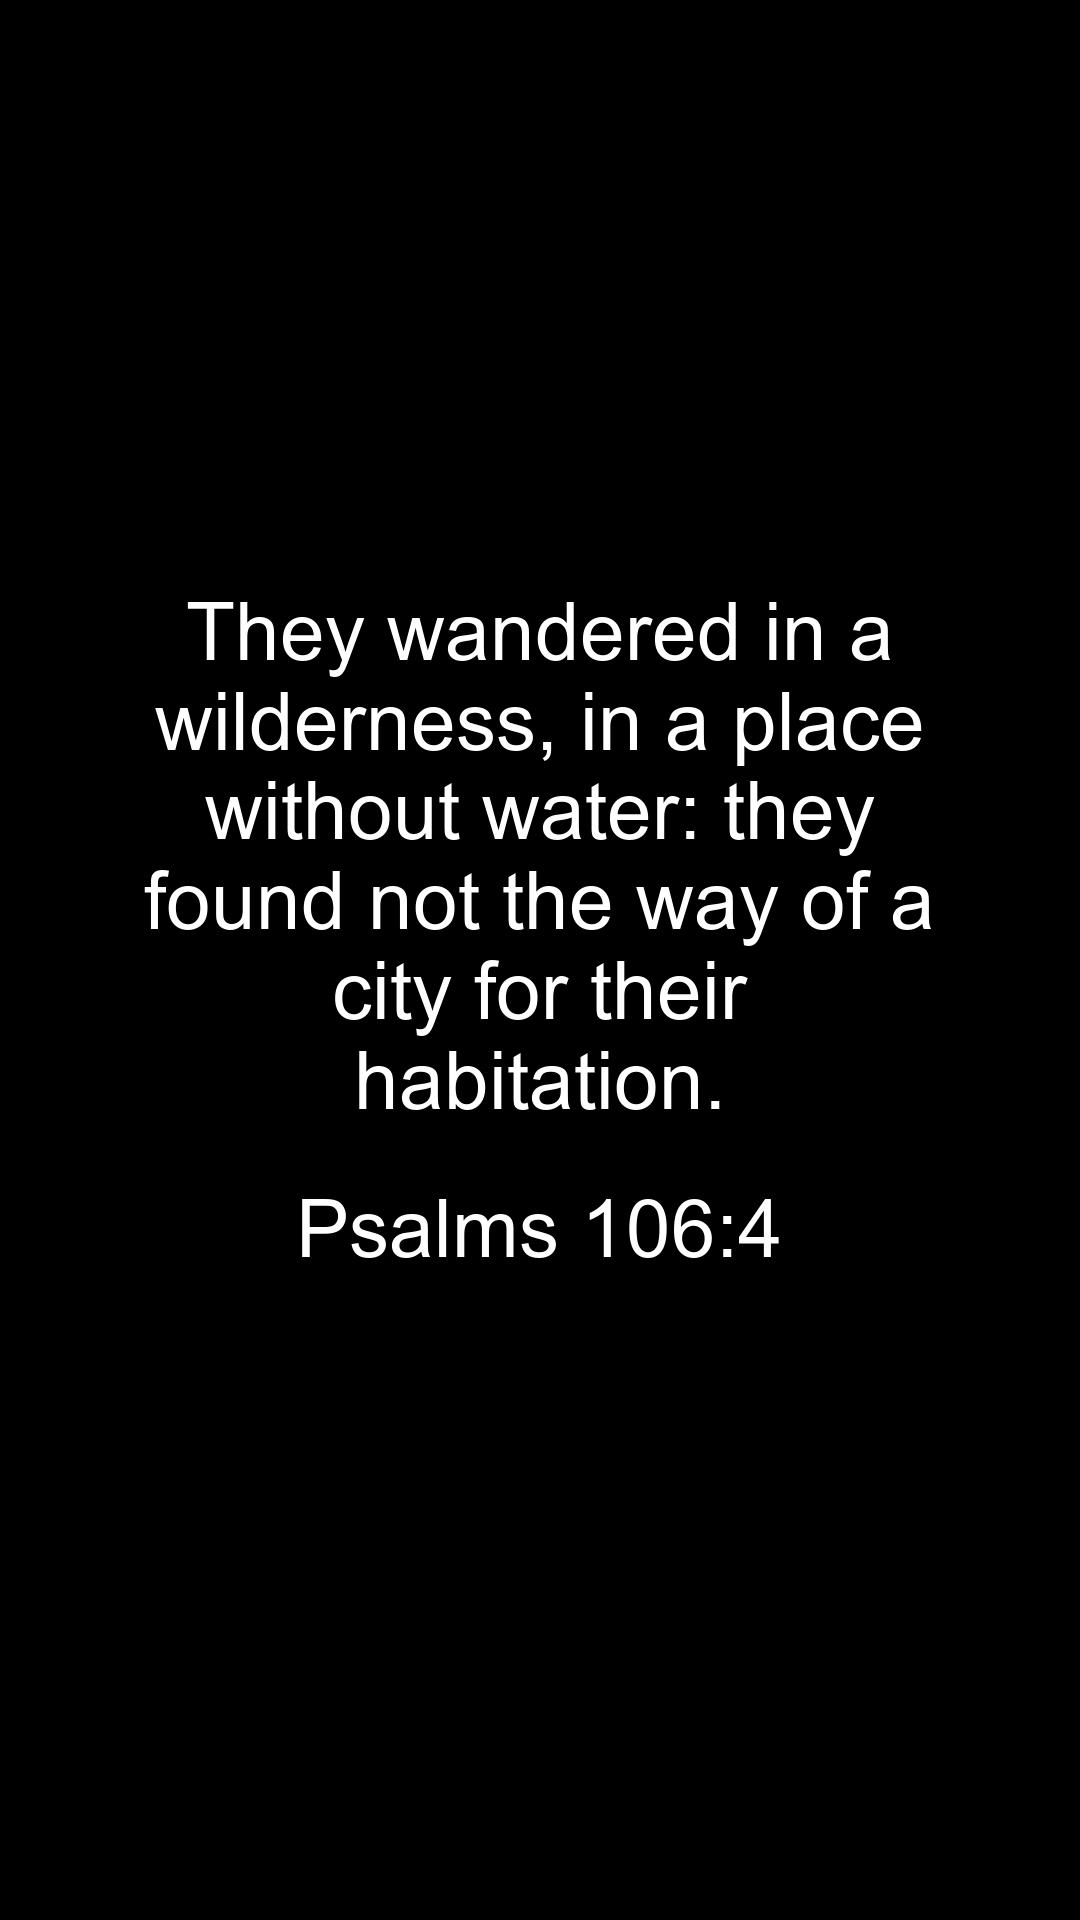 They wandered in a
wilderness, in a place
without water: they
found not the way of a
city for their
habitation.
Psalms 106:4